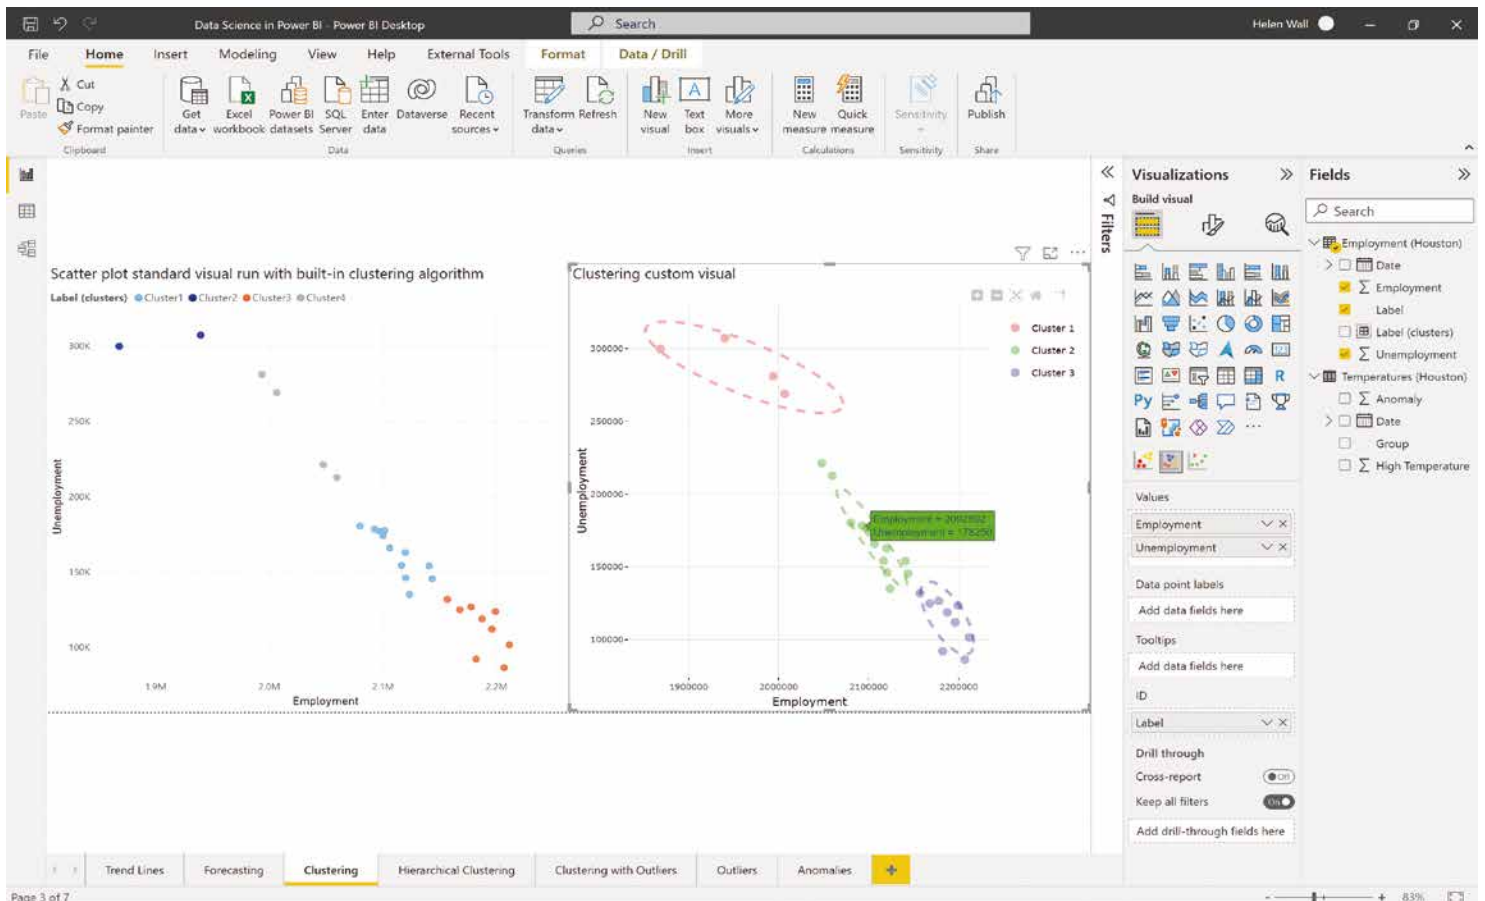 Data Science in Power BI - Power BI Desktop
Search
Helen Wall
File Home Insert Modeling View Help External Tools Format Data / Drill
Paste
Cut
Copy
Format painter
Get data
Excel workbook
Power BI datasets
SQL Server
Enter data
Dataverse
Recent sources
Transform data
Refresh
New visual
Text box
More visuals
New measure
Quick measure
Sensitivity
Publish
Clipboard
Data
Queries
Insert
Calculations
Sensitivity
Share
Scatter plot standard visual run with built-in clustering algorithm
Label (clusters) Cluster1 Cluster2 Cluster3 Cluster4
300K
250K
200K
150K
100K
Unemployment
1.9M 2.0M 2.1M 2.2M
Employment
Clustering custom visual
Cluster 1
Cluster 2
Cluster 3
300000
250000
200000
150000
100000
Unemployment
Unemployment = 178250
1900000 2000000 2100000 2200000
Employment
Filters
Visualizations
Build visual
R
Py
Values
Employment
Unemployment
Data point labels
Add data fields here
Tooltips
Add data fields here
ID
Label
Drill through
Cross-report
Off
Keep all filters
On
Add drill-through fields here
Fields
Search
Employment (Houston)
Date
Employment
Label
Label (clusters)
Unemployment
Temperatures (Houston)
Anomaly
Date
Group
High Temperature
Trend Lines
Forecasting
Clustering
Hierarchical Clustering
Clustering with Outliers
Outliers
Anomalies
Page 3 of 7
83%